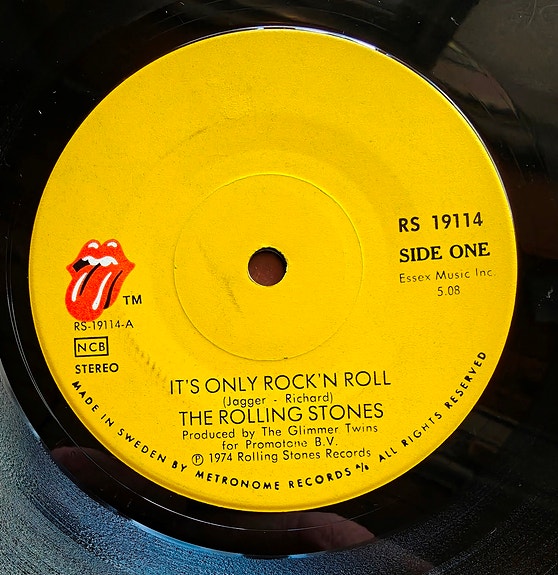 RS 19114
SIDE ONE
Essex Music Inc.
5.08
TM
RS-19114-A
NCB
STEREO
IT'S ONLY ROCK'N ROLL
(Jagger - Richard)
THE ROLLING STONES
Produced by The Glimmer Twins
for Promotone B.V.
℗ 1974 Rolling Stones Records
MADE IN SWEDEN BY METRONOME RECORDS A/B ALL RIGHTS RESERVED